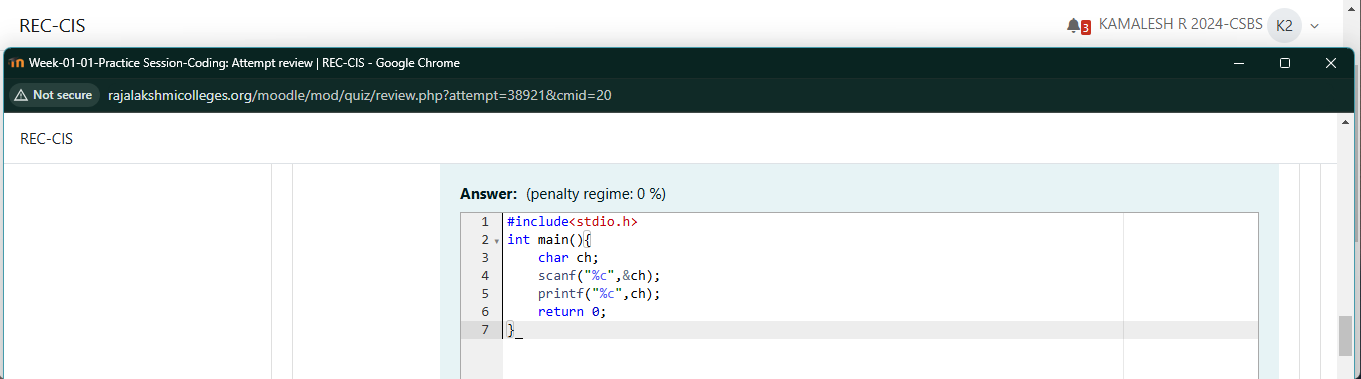 REC-CIS
3 KAMALESH R 2024-CSBS K2
Week-01-01-Practice Session-Coding: Attempt review | REC-CIS - Google Chrome
Not secure rajalakshmicolleges.org/moodle/mod/quiz/review.php?attempt=38921&cmid=20
REC-CIS
Answer: (penalty regime: 0 %)
1 #include<stdio.h>
2 int main(){
3 char ch;
4 scanf("%c",&ch);
5 printf("%c",ch);
6 return 0;
7 }_